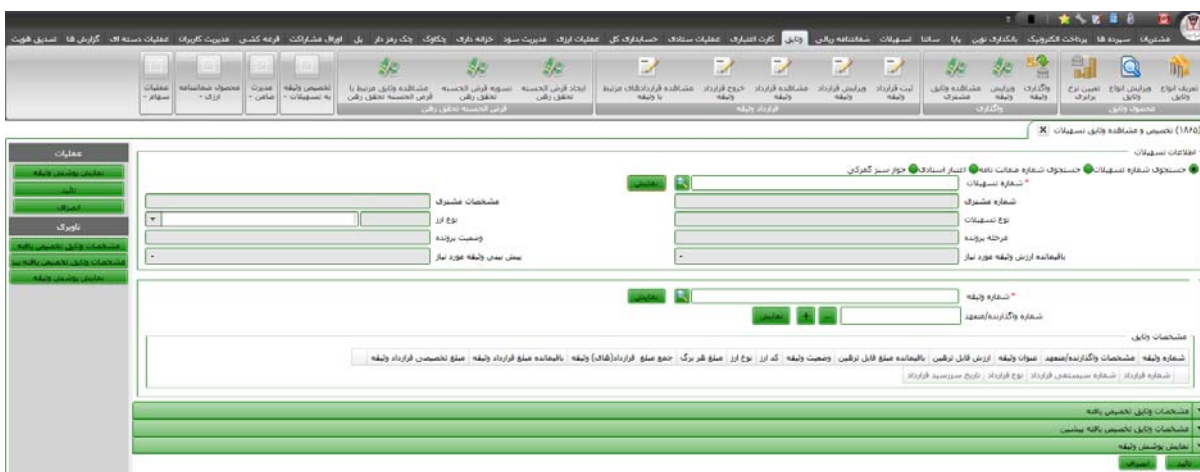 مشتریان سپرده ها پرداخت الکترونیک بانکداری نوین پایا ساتنا تسهیلات ضمانتنامه ریالی وثایق کارت اعتباری عملیات ستادی حسابداری کل عملیات ارزی مدیریت سود خزانه داری چکاوک چک رمز دار پل اوراق مشارکت قرعه کشی مدیریت کاربران عملیات دسته ای گزارش ها تصدیق هویت
تعریف انواع وثایق ویرایش انواع وثایق تعیین نرخ برابری واگذاری وثیقه ویرایش وثیقه مشاهده وثایق مشتری ثبت قرارداد وثیقه ویرایش قرارداد وثیقه مشاهده قرارداد وثیقه خروج قرارداد وثیقه مشاهده قراردادهای مرتبط با وثیقه ایجاد قرض الحسنه تحقق رهن تسویه قرض الحسنه تحقق رهن مشاهده وثایق مرتبط با قرض الحسنه تحقق رهن تخصیص وثیقه به تسهیلات - مدیرت ضامن - محصول ضمانتنامه ارزی - عملیات سهام -
محصول وثایق واگذاری قرارداد وثیقه قرض الحسنه تحقق رهن
(۱۸۶۵) تخصیص و مشاهده وثایق تسهیلات X
اطلاعات تسهیلات
جستجوی شماره تسهیلات جستجوی شماره ضمانت نامه اعتبار اسنادی جواز سبز گمرکی
* شماره تسهیلات نمایش
شماره مشتری مشخصات مشتری
نوع تسهیلات نوع ارز
مرحله پرونده وضعیت پرونده
باقیمانده ارزش وثیقه مورد نیاز - پیش بینی وثیقه مورد نیاز -
* شماره وثیقه نمایش
شماره واگذارنده/متعهد – + نمایش
مشخصات وثایق
شماره وثیقه مشخصات واگذارنده/متعهد عنوان وثیقه ارزش قابل ترهین باقیمانده مبلغ قابل ترهین وضعیت وثیقه کد ارز نوع ارز مبلغ هر برگ جمع مبلغ قرارداد(های) وثیقه باقیمانده مبلغ قرارداد وثیقه مبلغ تخصیصی قرارداد وثیقه
شماره قرارداد شماره سیستمی قرارداد نوع قرارداد تاریخ سررسید قرارداد
مشخصات وثایق تخصیص یافته
مشخصات وثایق تخصیص یافته پیشین
نمایش پوشش وثیقه
تائید انصراف
عملیات
نمایش پوشش وثیقه
تائید
انصراف
ناوبری
مشخصات وثایق تخصیص یافته
مشخصات وثایق تخصیص یافته پیـ
نمایش پوشش وثیقه